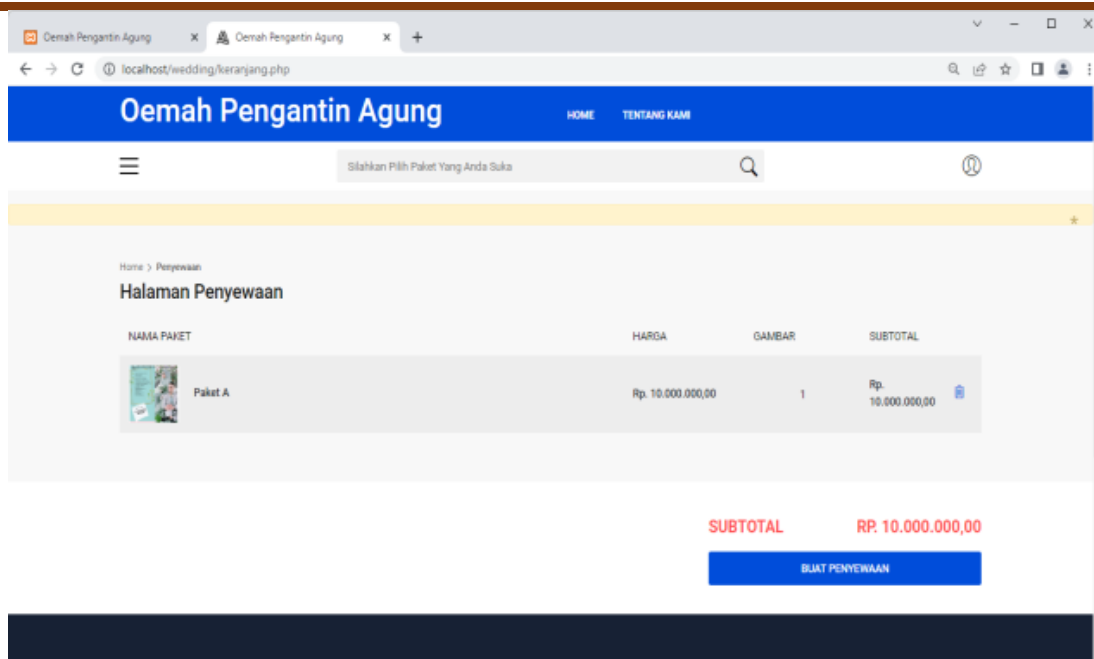 Oemah Pengantin Agung
Oemah Pengantin Agung
localhost/wedding/keranjang.php
Oemah Pengantin Agung
HOME
TENTANG KAMI
Silahkan Pilih Paket Yang Anda Suka
Home > Penyewaan
Halaman Penyewaan
NAMA PAKET HARGA GAMBAR SUBTOTAL
Paket A Rp. 10.000.000,00 1 Rp.
10.000.000,00
SUBTOTAL RP. 10.000.000,00
BUAT PENYEWAAN